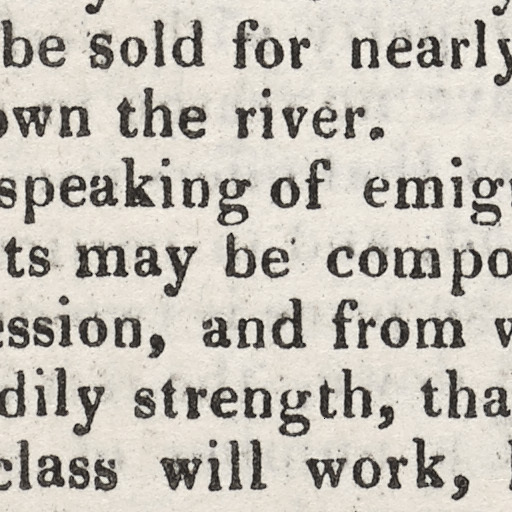 be sold for nearly
own the river.
speaking of emig
ts may be compo
ession, and from w
dily strength, tha
class will work,